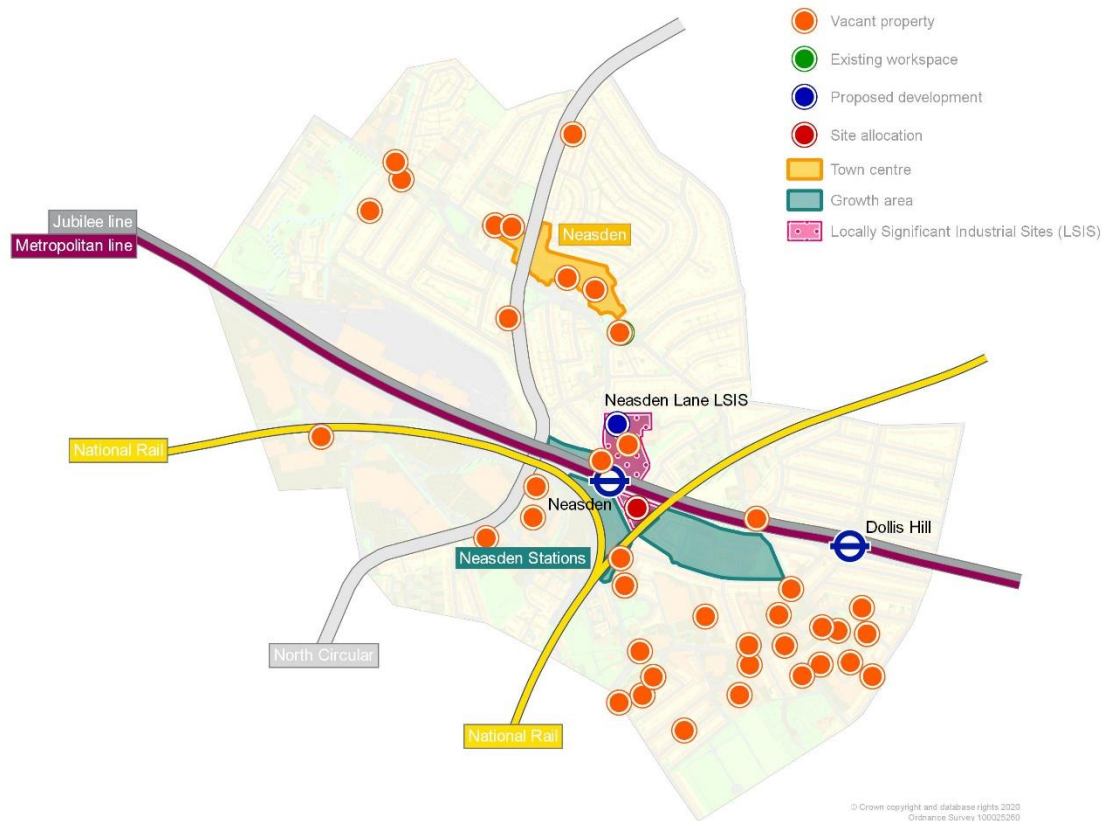 Vacant property
Existing workspace
Proposed development
Site allocation
Town centre
Growth area
Locally Significant Industrial Sites (LSIS)
Jubilee line
Metropolitan line
Neasden
Neasden Lane LSIS
National Rail
Neasden
Dollis Hill
Neasden Stations
North Circular
National Rail
© Crown copyright and database rights 2020
Ordnance Survey 100025260